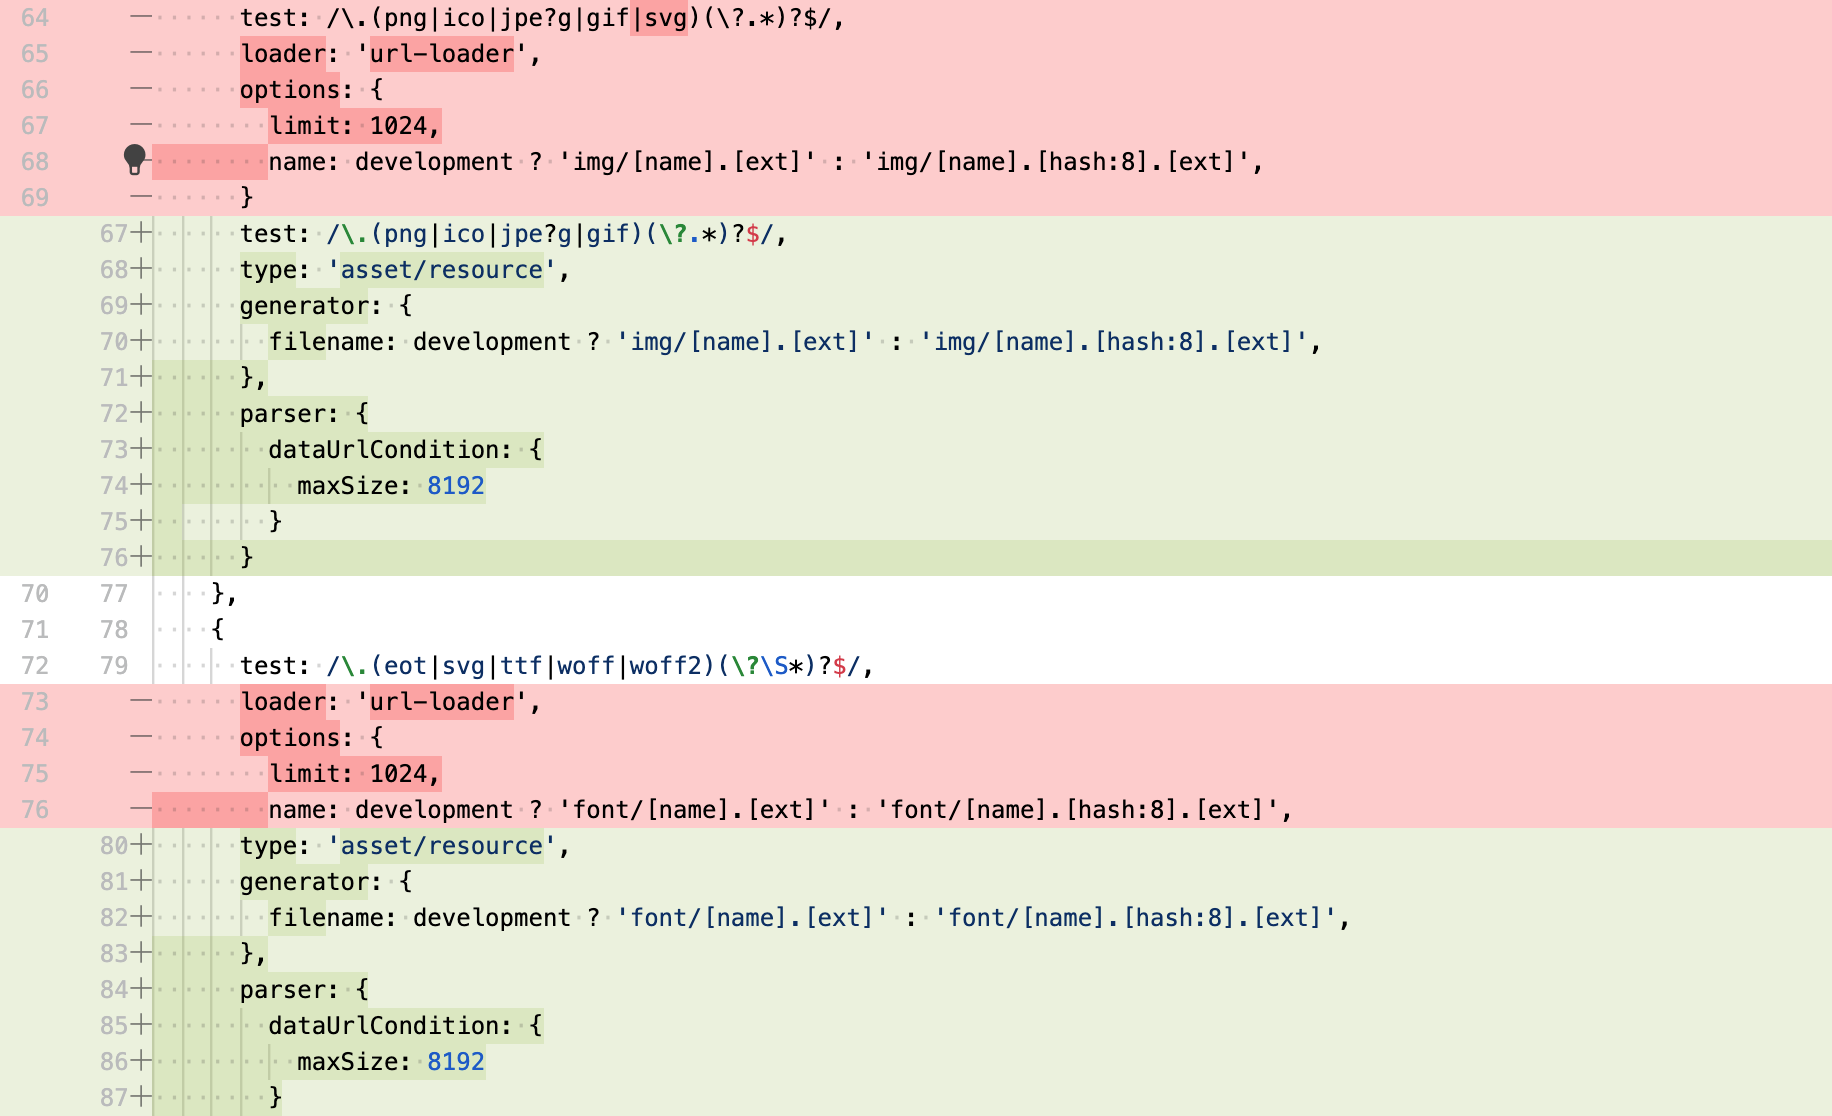 64 — test: /\.(png|ico|jpe?g|gif|svg)(\?.*)?$/,
65 — loader: 'url-loader',
66 — options: {
67 — limit: 1024,
68 — name: development ? 'img/[name].[ext]' : 'img/[name].[hash:8].[ext]',
69 — }
67+ test: /\.(png|ico|jpe?g|gif)(\?.*)?$/,
68+ type: 'asset/resource',
69+ generator: {
70+ filename: development ? 'img/[name].[ext]' : 'img/[name].[hash:8].[ext]',
71+ },
72+ parser: {
73+ dataUrlCondition: {
74+ maxSize: 8192
75+ }
76+ }
70 77 },
71 78 {
72 79 test: /\.(eot|svg|ttf|woff|woff2)(\?\S*)?$/,
73 — loader: 'url-loader',
74 — options: {
75 — limit: 1024,
76 — name: development ? 'font/[name].[ext]' : 'font/[name].[hash:8].[ext]',
80+ type: 'asset/resource',
81+ generator: {
82+ filename: development ? 'font/[name].[ext]' : 'font/[name].[hash:8].[ext]',
83+ },
84+ parser: {
85+ dataUrlCondition: {
86+ maxSize: 8192
87+ }